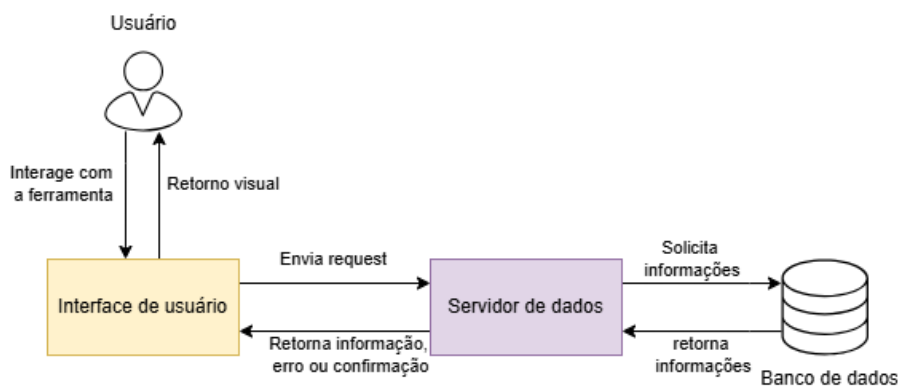 Usuário
Interage com
a ferramenta
Retorno visual
Interface de usuário
Envia request
Retorna informação,
erro ou confirmação
Servidor de dados
Solicita
informações
retorna
informações
Banco de dados